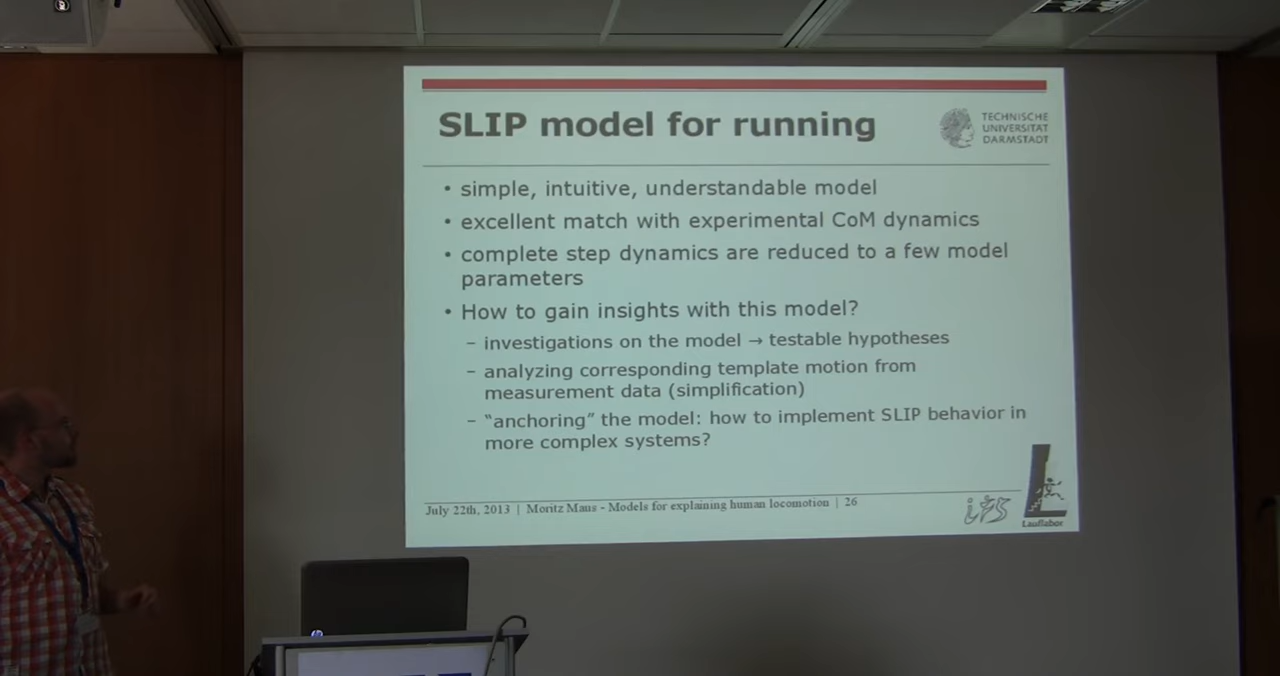 SLIP model for running
TECHNISCHE
UNIVERSITÄT
DARMSTADT
• simple, intuitive, understandable model
• excellent match with experimental CoM dynamics
• complete step dynamics are reduced to a few model
parameters
• How to gain insights with this model?
– investigations on the model → testable hypotheses
– analyzing corresponding template motion from
measurement data (simplification)
– “anchoring” the model: how to implement SLIP behavior in
more complex systems?
July 22th, 2013 | Moritz Maus - Models for explaining human locomotion | 26
Lauflabor
hp